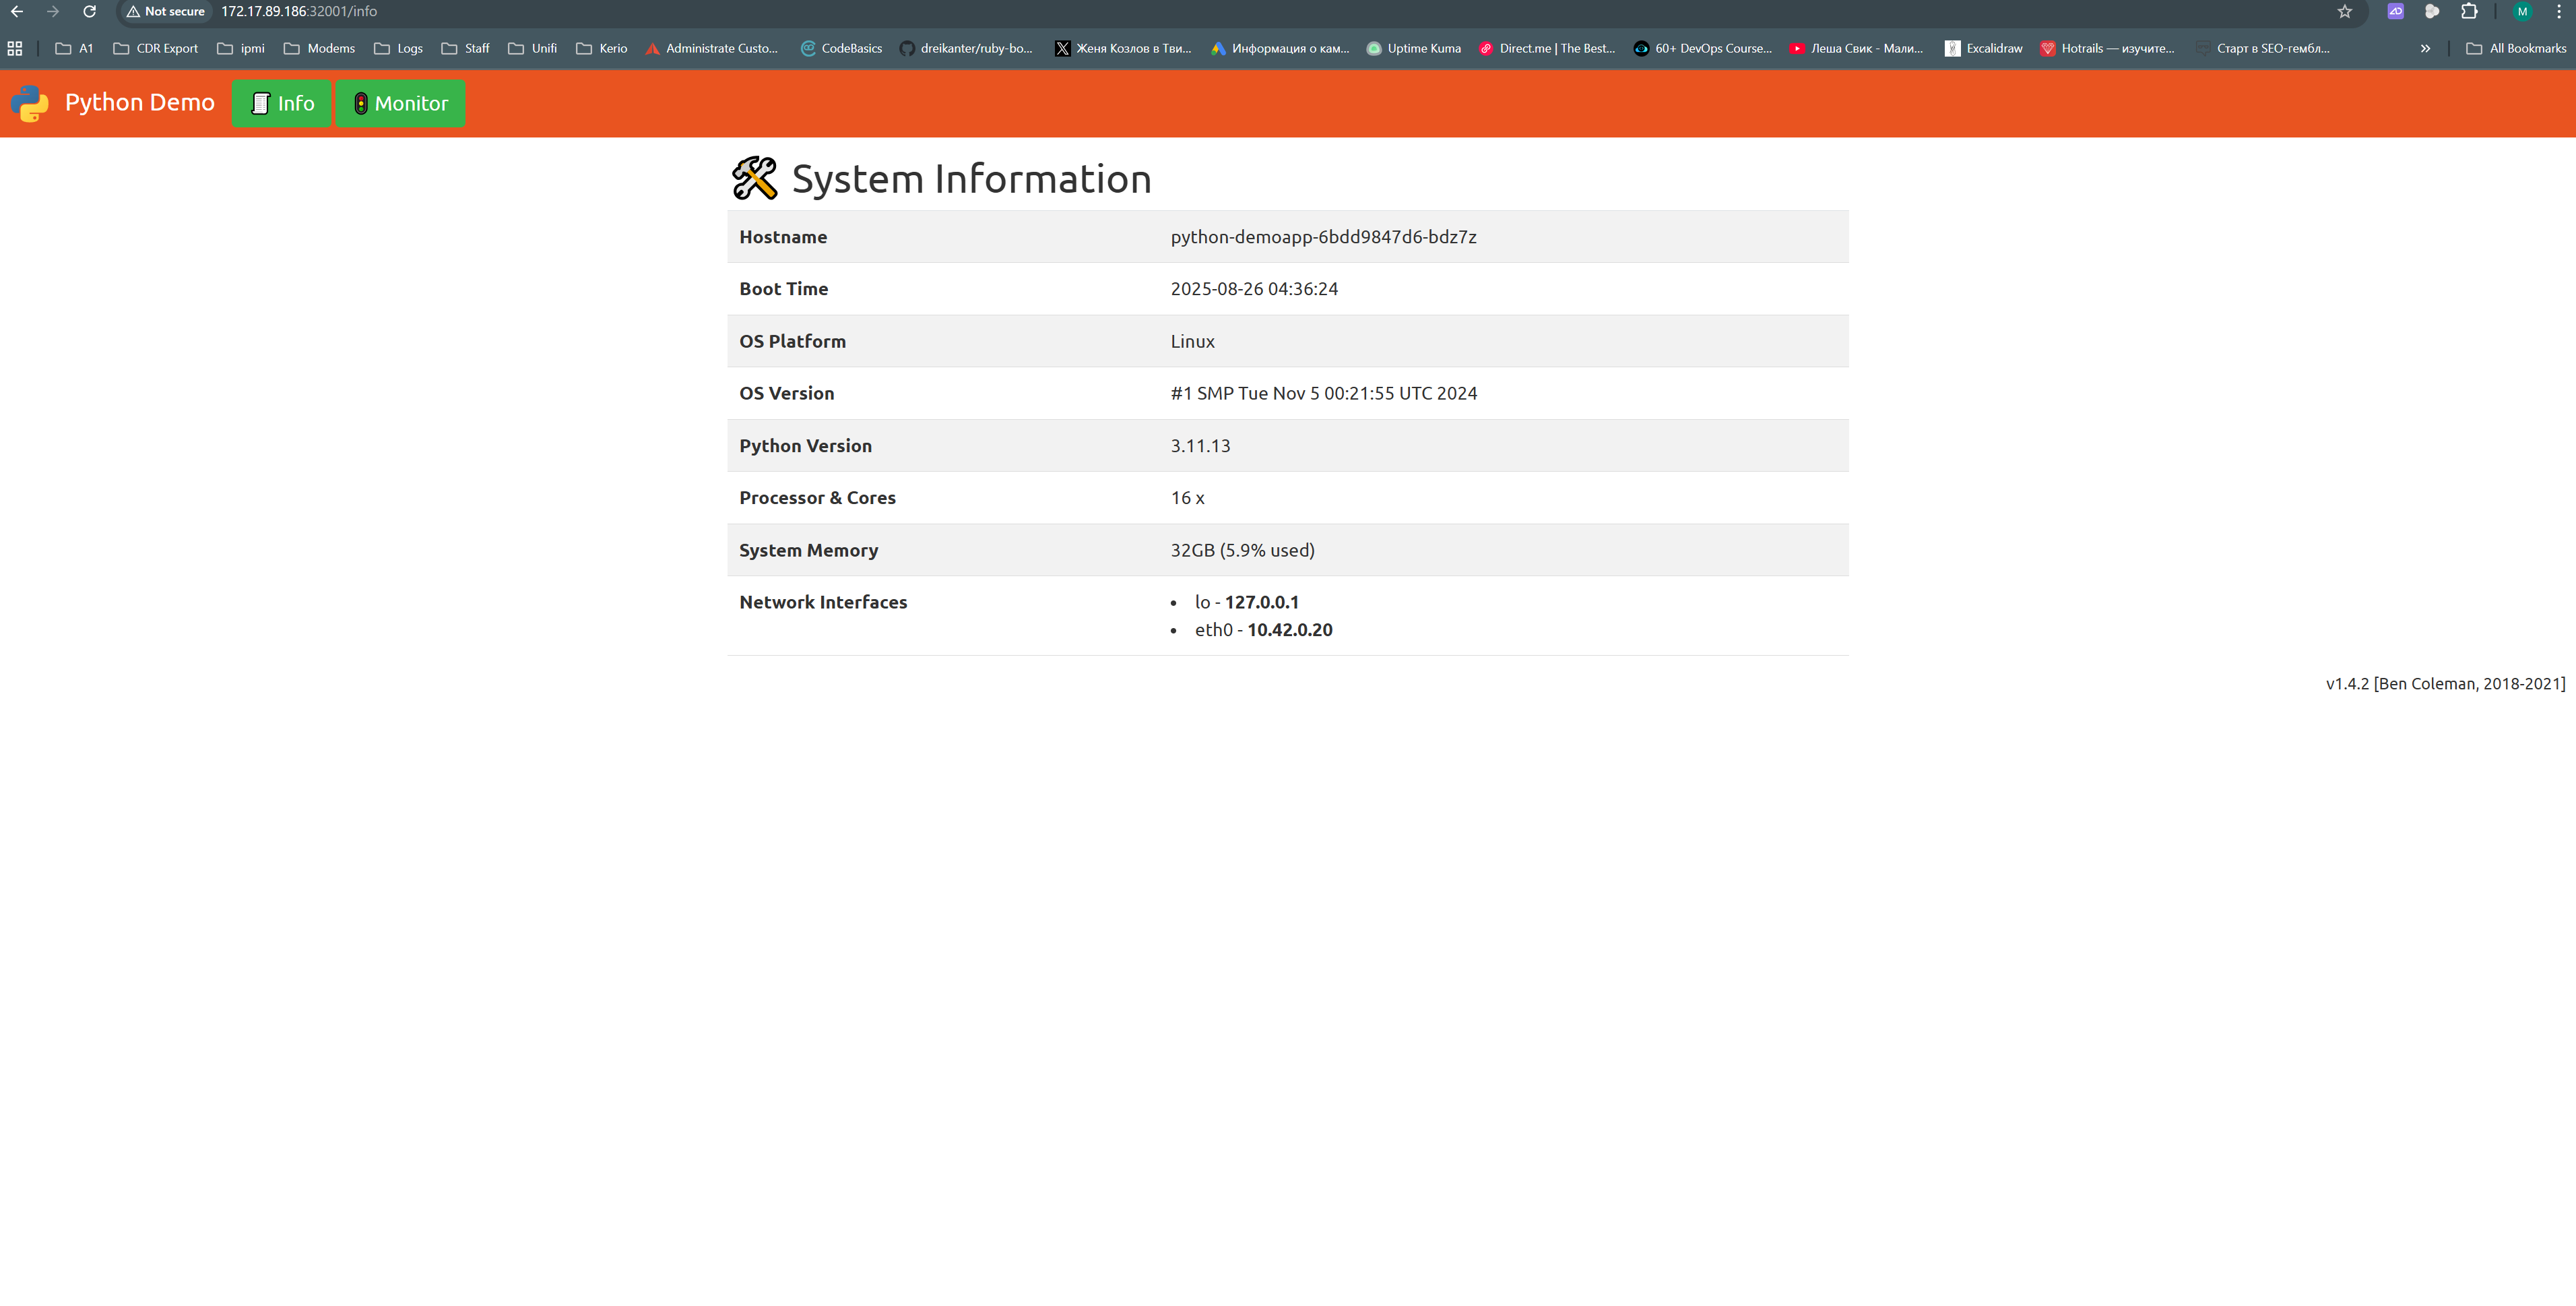 Not secure 172.17.89.186:32001/info M
A1 CDR Export ipmi Modems Logs Staff Unifi Kerio Administrate Custo... CodeBasics dreikanter/ruby-bo... Женя Козлов в Тви... Информация о кам... Uptime Kuma Direct.me | The Best... 60+ DevOps Course... Леша Свик - Мали... Excalidraw Hotrails — изучите... Старт в SEO-гембл... » All Bookmarks
Python Demo Info Monitor
System Information
Hostname python-demoapp-6bdd9847d6-bdz7z
Boot Time 2025-08-26 04:36:24
OS Platform Linux
OS Version #1 SMP Tue Nov 5 00:21:55 UTC 2024
Python Version 3.11.13
Processor & Cores 16 x
System Memory 32GB (5.9% used)
Network Interfaces • lo - 127.0.0.1
• eth0 - 10.42.0.20
v1.4.2 [Ben Coleman, 2018-2021]